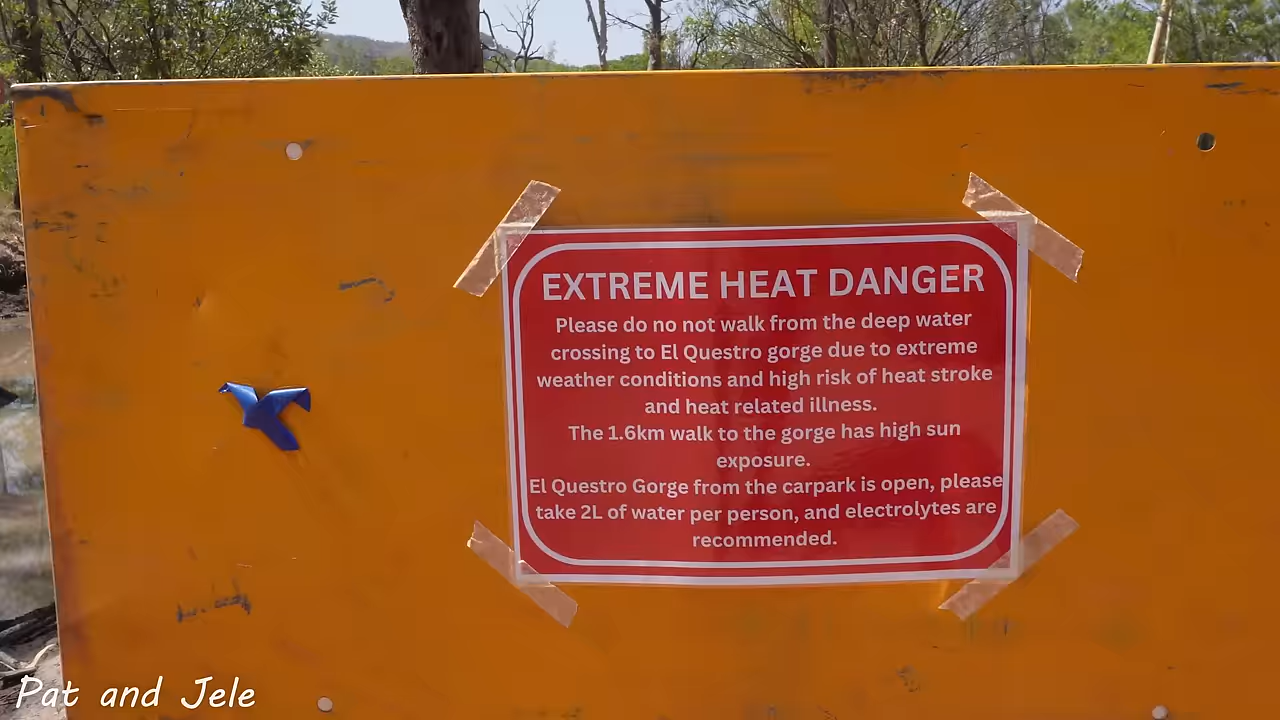 EXTREME HEAT DANGER
Please do no not walk from the deep water
crossing to El Questro gorge due to extreme
weather conditions and high risk of heat stroke
and heat related illness.
The 1.6km walk to the gorge has high sun
exposure.
El Questro Gorge from the carpark is open, please
take 2L of water per person, and electrolytes are
recommended.
Pat and Jele